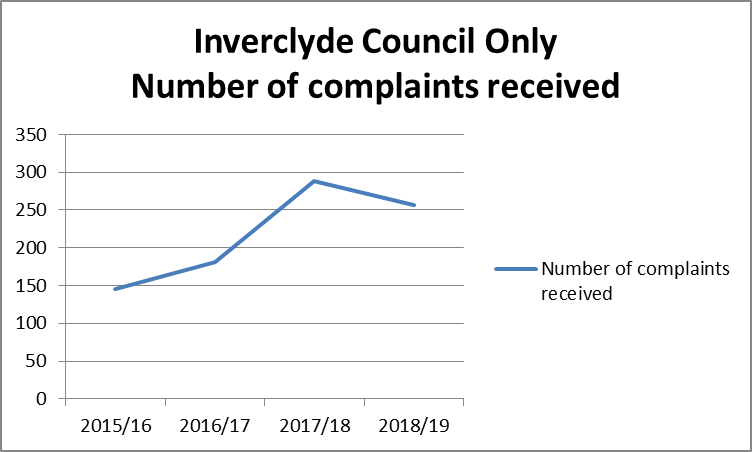 Inverclyde Council Only
Number of complaints received
350
300
250
200
150
100
50
0
2015/16 2016/17 2017/18 2018/19
Number of complaints
received